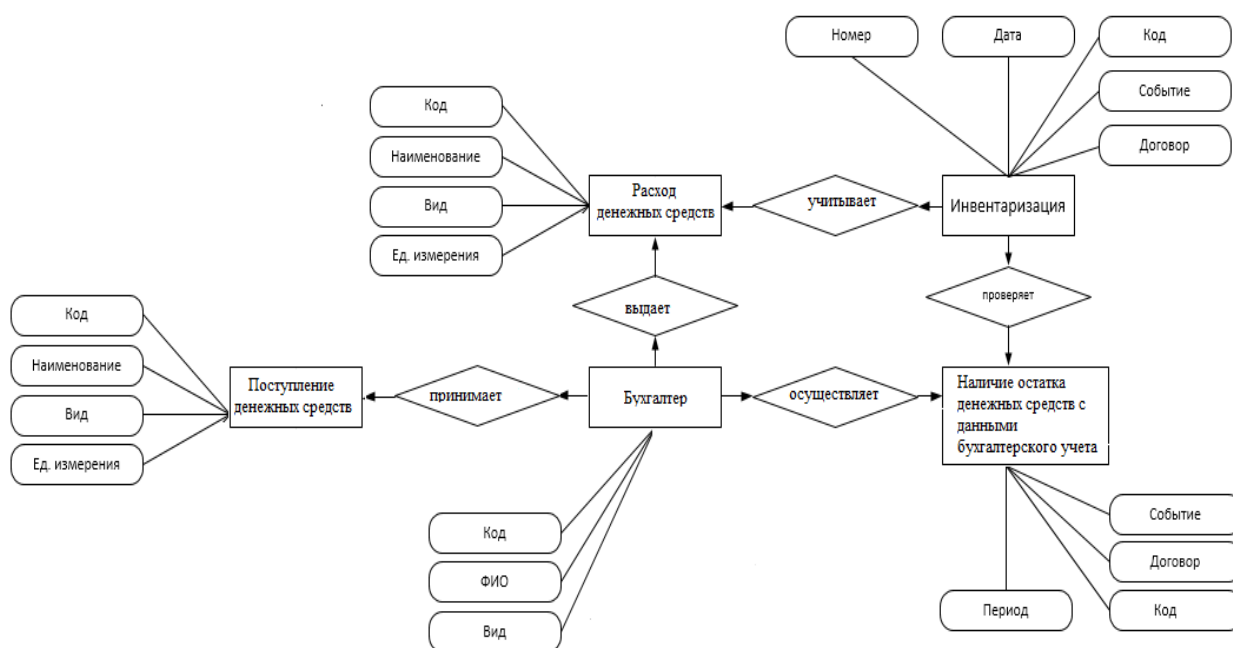 Номер
Дата
Код
Событие
Договор
Код
Наименование
Вид
Ед. измерения
Расход
денежных средств
учитывает
Инвентаризация
выдает
проверяет
Код
Наименование
Вид
Ед. измерения
Поступление
денежных средств
принимает
Бухгалтер
осуществляет
Наличие остатка
денежных средств с
данными
бухгалтерского учета
Код
ФИО
Вид
Событие
Договор
Код
Период